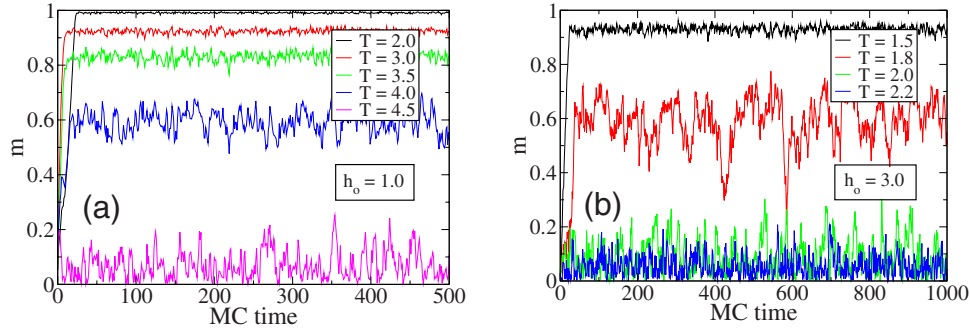 1
0.8
0.6
0.4
0.2
0
m
0
100
200
300
400
500
MC time
T = 2.0
T = 3.0
T = 3.5
T = 4.0
T = 4.5
h_o = 1.0
(a)
1
0.8
0.6
0.4
0.2
0
m
0
200
400
600
800
1000
MC time
T = 1.5
T = 1.8
T = 2.0
T = 2.2
h_o = 3.0
(b)